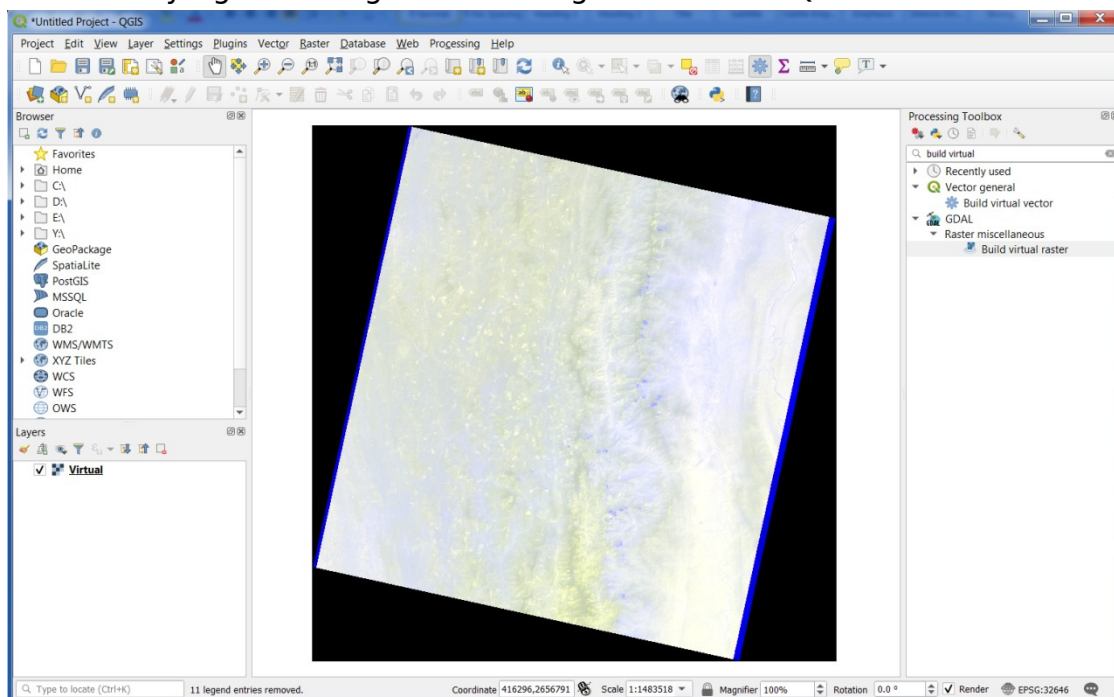 *Untitled Project - QGIS
Project Edit View Layer Settings Plugins Vector Raster Database Web Processing Help
Browser
Favorites
Home
C:\
D:\
E:\
Y:\
GeoPackage
SpatiaLite
PostGIS
MSSQL
Oracle
DB2
WMS/WMTS
XYZ Tiles
WCS
WFS
OWS
Layers
Virtual
Processing Toolbox
build virtual
Recently used
Vector general
Build virtual vector
GDAL
Raster miscellaneous
Build virtual raster
Type to locate (Ctrl+K) 11 legend entries removed. Coordinate 416296,2656791 Scale 1:1483518 Magnifier 100% Rotation 0.0 ° Render EPSG:32646